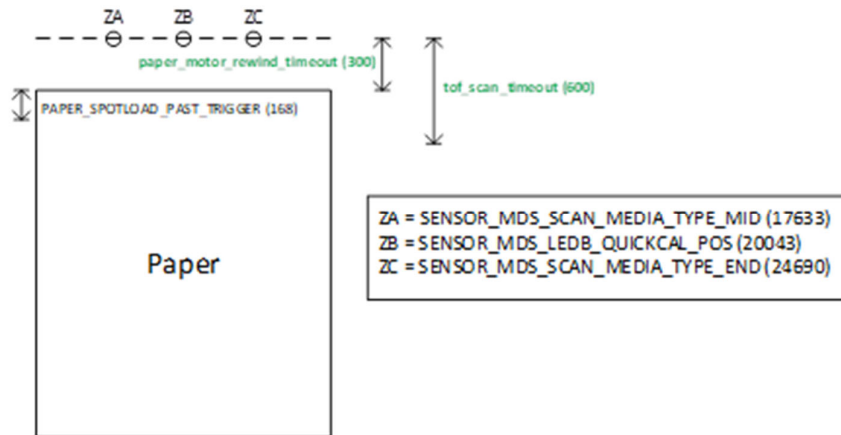 ZA ZB ZC
paper_motor_rewind_timeout (300)
tof_scan_timeout (600)
PAPER_SPOTLOAD_PAST_TRIGGER (168)
ZA = SENSOR_MDS_SCAN_MEDIA_TYPE_MID (17633)
ZB = SENSOR_MDS_LEDB_QUICKCAL_POS (20043)
ZC = SENSOR_MDS_SCAN_MEDIA_TYPE_END (24690)
Paper